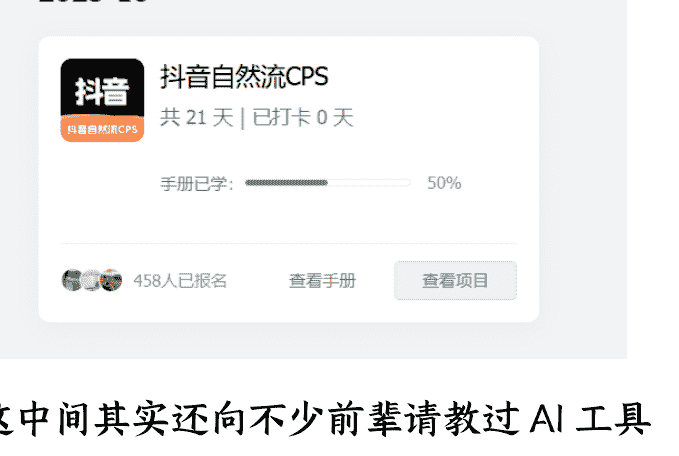 抖音
抖音自然流CPS
抖音自然流CPS
共 21 天 | 已打卡 0 天
手册已学: 50%
458人已报名 查看手册 查看项目
这中间其实还向不少前辈请教过 AI 工具